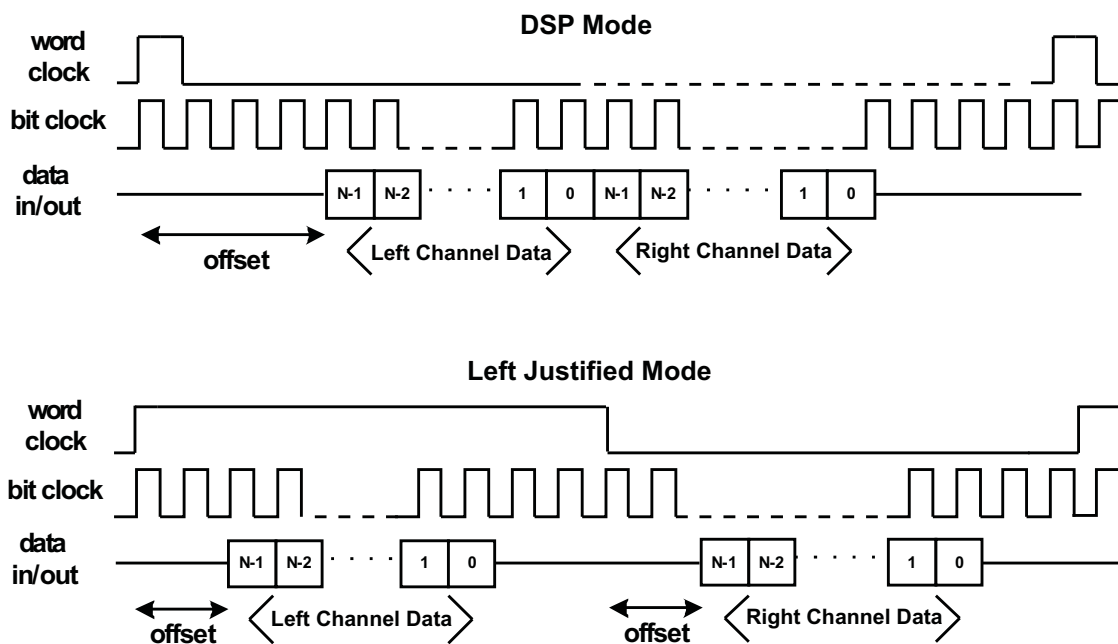 DSP Mode
word
clock
bit clock
data
in/out
N-1 N-2 . . . . . 1 0 N-1 N-2 . . . . . . 1 0
offset
Left Channel Data
Right Channel Data
Left Justified Mode
word
clock
bit clock
data
in/out
N-1 N-2 . . . . . 1 0
N-1 N-2 . . . . . . 1 0
offset
Left Channel Data
offset
Right Channel Data